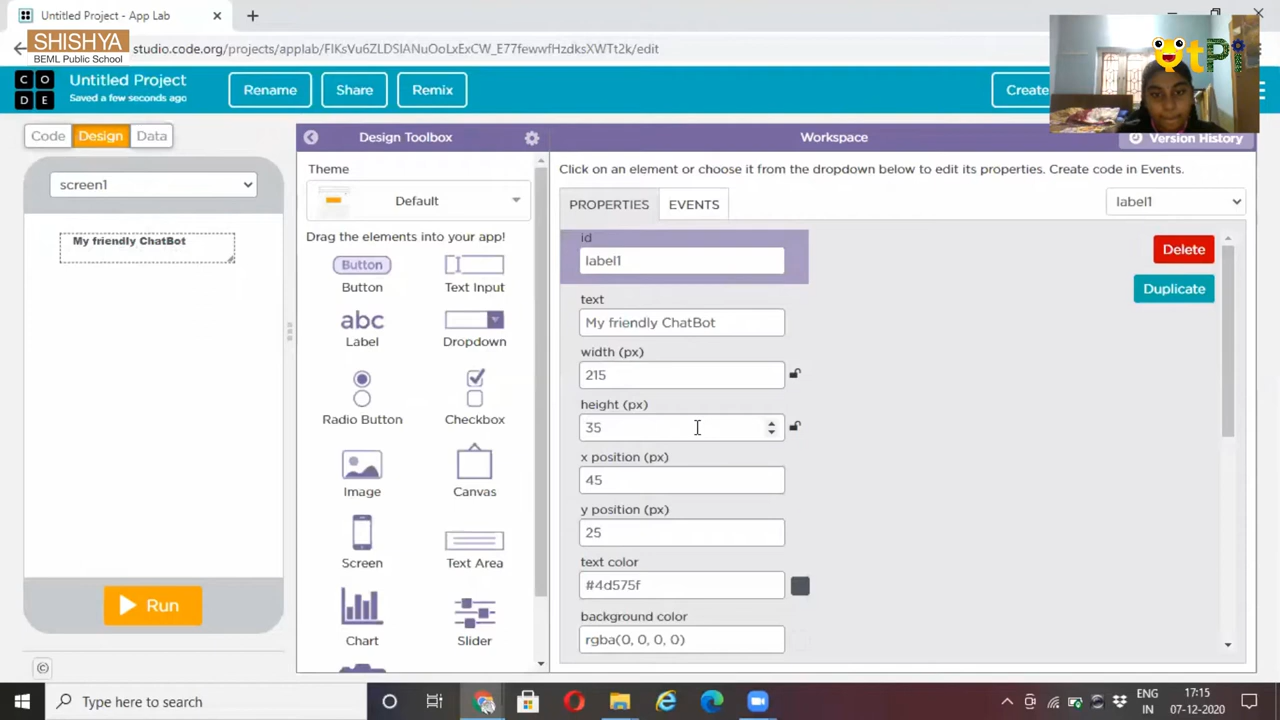 Untitled Project - App Lab
SHISHYA
BEML Public School
studio.code.org/projects/applab/FlKsVu6ZLDSIANuOoLxExCW_E77fewwfHzdksXWTt2k/edit
QtPi
CODE
Untitled Project
Saved a few seconds ago
Rename
Share
Remix
Create
Code
Design
Data
Design Toolbox
Workspace
Version History
screen1
Theme
Default
Click on an element or choose it from the dropdown below to edit its properties. Create code in Events.
PROPERTIES
EVENTS
label1
My friendly ChatBot
Drag the elements into your app!
Button
Button
Text Input
abc
Label
Dropdown
Radio Button
Checkbox
Image
Canvas
Screen
Text Area
Chart
Slider
id
label1
Delete
Duplicate
text
My friendly ChatBot
width (px)
215
height (px)
35
x position (px)
45
y position (px)
25
text color
#4d575f
background color
rgba(0, 0, 0, 0)
Run
©
Type here to search
ENG
IN
17:15
07-12-2020